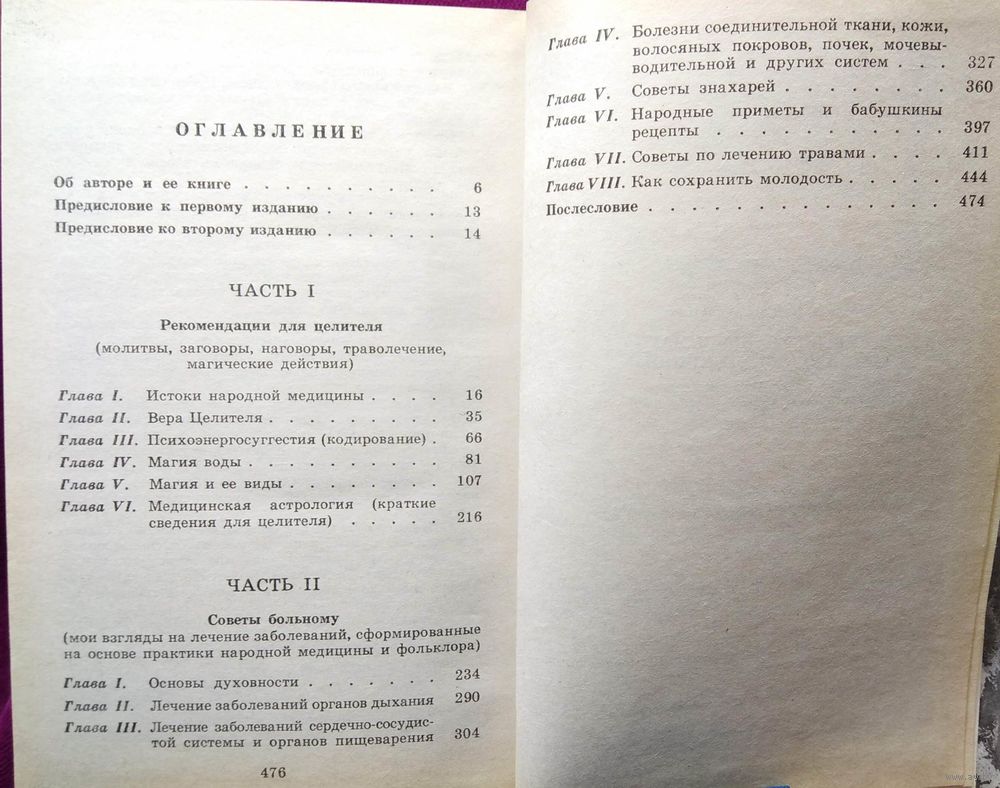 ОГЛАВЛЕНИЕ
Об авторе и ее книге . . . . . . . . . . 6
Предисловие к первому изданию . . . . . . 13
Предисловие ко второму изданию . . . . . . 14
ЧАСТЬ I
Рекомендации для целителя
(молитвы, заговоры, наговоры, траволечение,
магические действия)
Глава I. Истоки народной медицины . . . . 16
Глава II. Вера Целителя . . . . . . . . 35
Глава III. Психоэнергосуггестия (кодирование) . 66
Глава IV. Магия воды . . . . . . . . . 81
Глава V. Магия и ее виды . . . . . . . . 107
Глава VI. Медицинская астрология (краткие
сведения для целителя) . . . . . 216
ЧАСТЬ II
Советы больному
(мои взгляды на лечение заболеваний, сформированные
на основе практики народной медицины и фольклора)
Глава I. Основы духовности . . . . . . . 234
Глава II. Лечение заболеваний органов дыхания 290
Глава III. Лечение заболеваний сердечно-сосудис-
той системы и органов пищеварения 304
476
Глава IV. Болезни соединительной ткани, кожи,
волосяных покровов, почек, мочевы-
водительной и других систем . . . 327
Глава V. Советы знахарей . . . . . . . . 360
Глава VI. Народные приметы и бабушкины
рецепты . . . . . . . . . . . 397
Глава VII. Советы по лечению травами . . . . 411
Глава VIII. Как сохранить молодость . . . . . 444
Послесловие . . . . . . . . . . . . . . 474